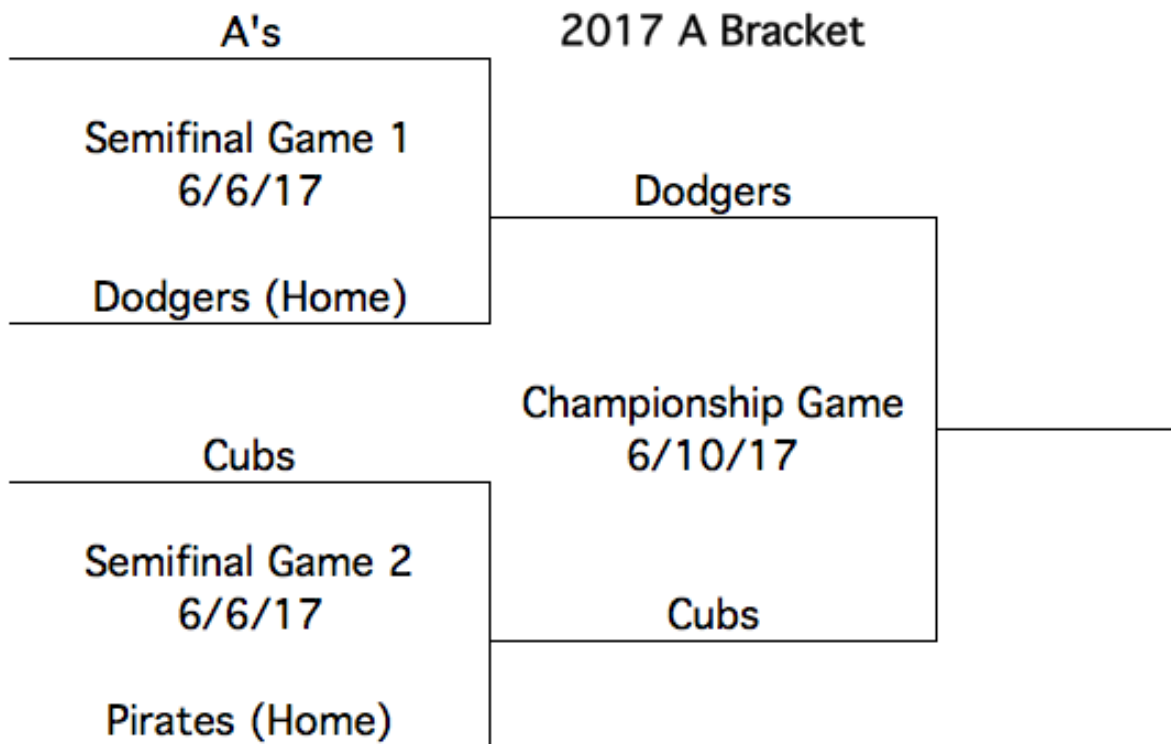 A's
2017 A Bracket
Semifinal Game 1
6/6/17
Dodgers
Dodgers (Home)
Championship Game
6/10/17
Cubs
Semifinal Game 2
6/6/17
Cubs
Pirates (Home)